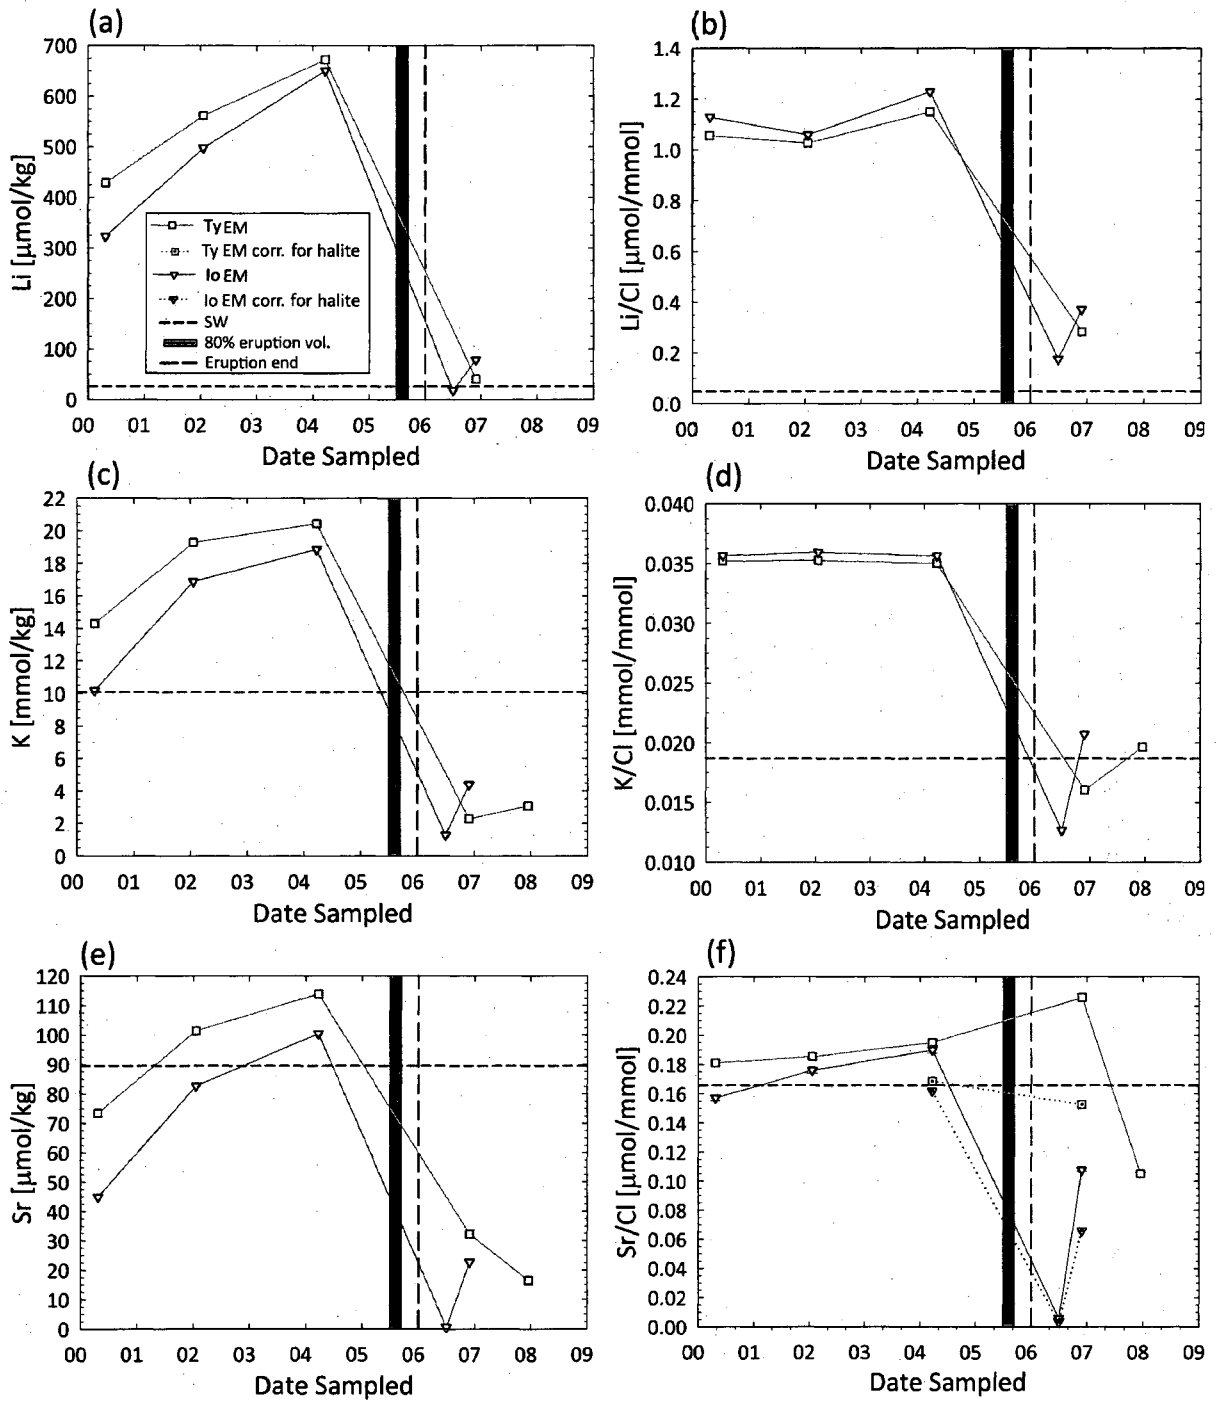 (a)
700
600
500
400
300
200
100
0
Li [µmol/kg]
Ty EM
Ty EM corr. for halite
Io EM
Io EM corr. for halite
SW
80% eruption vol.
Eruption end
00 01 02 03 04 05 06 07 08 09
Date Sampled
(b)
1.4
1.2
1.0
0.8
0.6
0.4
0.2
0.0
Li/Cl [µmol/mmol]
00 01 02 03 04 05 06 07 08 09
Date Sampled
(c)
22
20
18
16
14
12
10
8
6
4
2
0
K [mmol/kg]
00 01 02 03 04 05 06 07 08 09
Date Sampled
(d)
0.040
0.035
0.030
0.025
0.020
0.015
0.010
K/Cl [mmol/mmol]
00 01 02 03 04 05 06 07 08 09
Date Sampled
(e)
120
110
100
90
80
70
60
50
40
30
20
10
0
Sr [µmol/kg]
00 01 02 03 04 05 06 07 08 09
Date Sampled
(f)
0.24
0.22
0.20
0.18
0.16
0.14
0.12
0.10
0.08
0.06
0.04
0.02
0.00
Sr/Cl [µmol/mmol]
00 01 02 03 04 05 06 07 08 09
Date Sampled